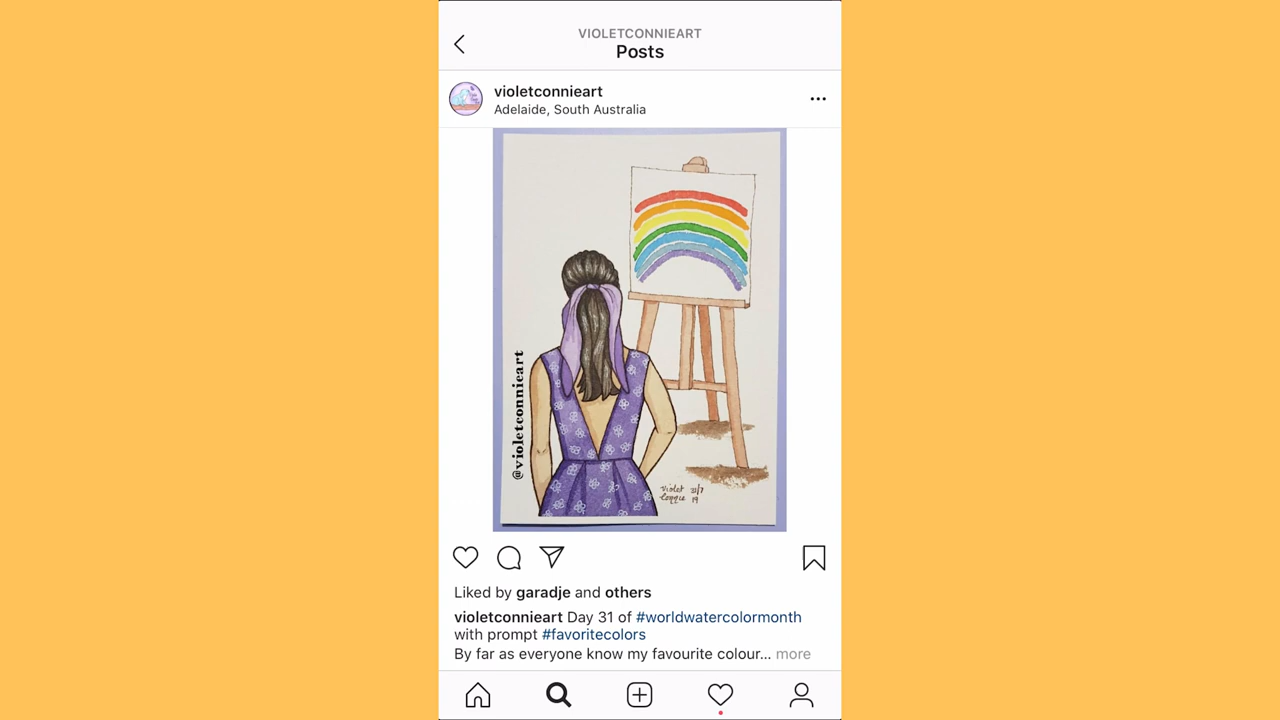 VIOLETCONNIEART
Posts
violetconnieart
Adelaide, South Australia
@violetconnieart
violet 31/7
19
Liked by garadje and others
violetconnieart Day 31 of #worldwatercolormonth
with prompt #favoritecolors
By far as everyone know my favourite colour... more